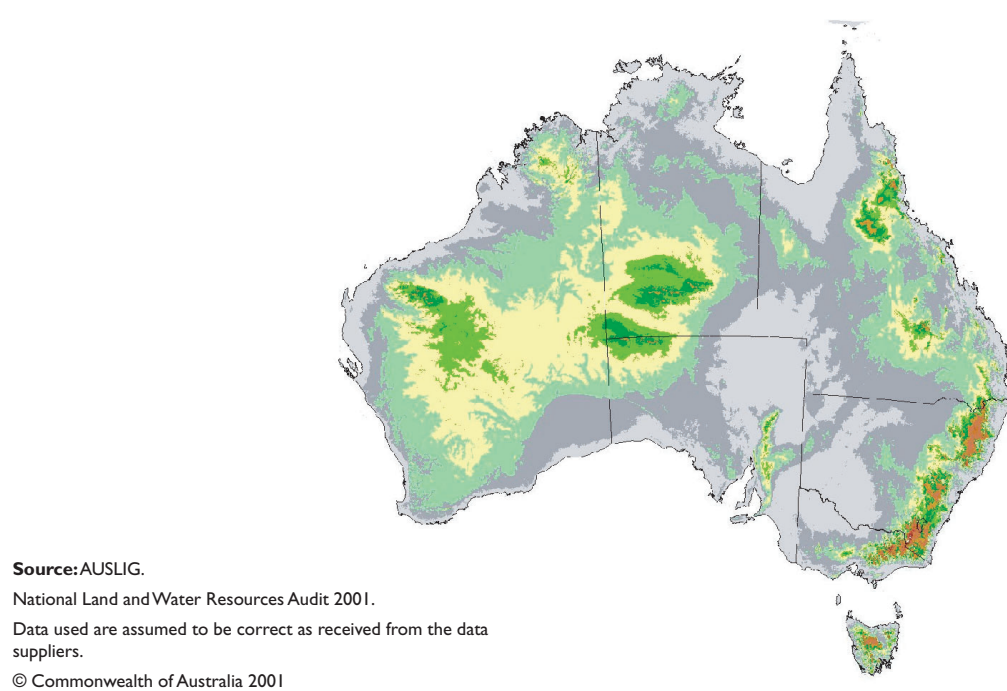 Source: AUSLIG.
National Land and Water Resources Audit 2001.
Data used are assumed to be correct as received from the data
suppliers.
© Commonwealth of Australia 2001